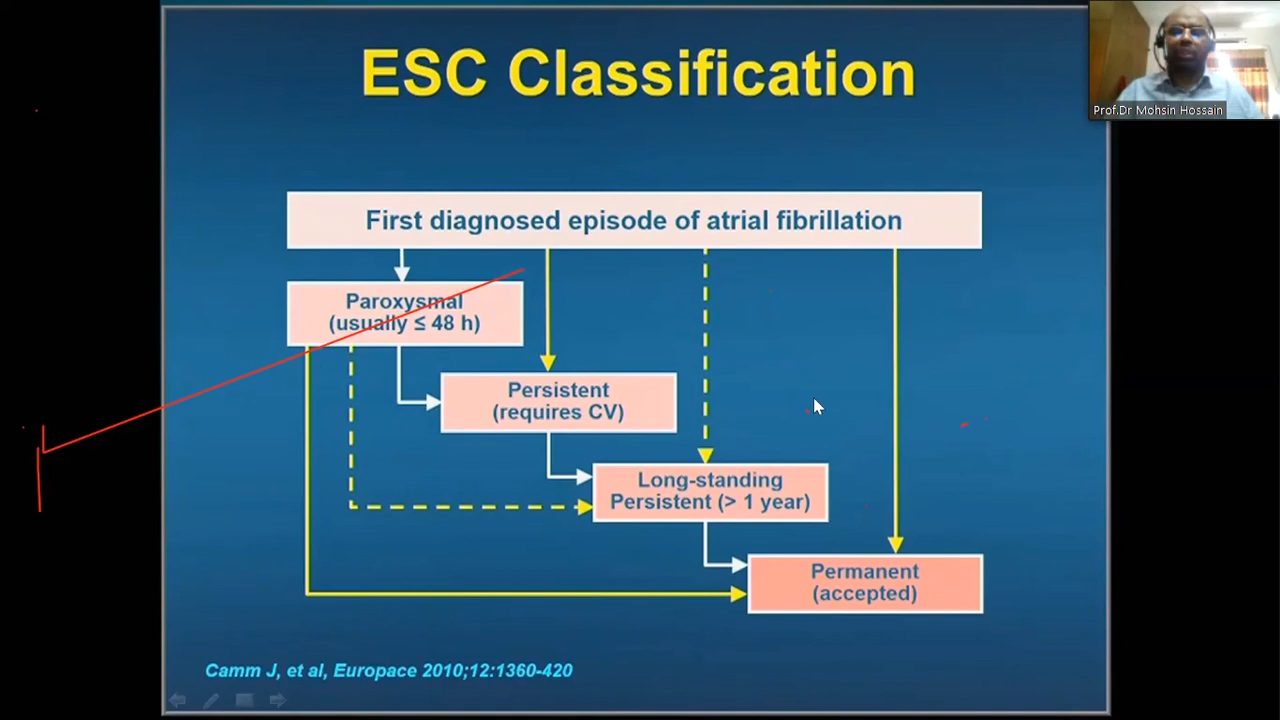 ESC Classification
Prof.Dr Mohsin Hossain
First diagnosed episode of atrial fibrillation
Paroxysmal
(usually ≤ 48 h)
Persistent
(requires CV)
Long-standing
Persistent (> 1 year)
Permanent
(accepted)
Camm J, et al, Europace 2010;12:1360-420